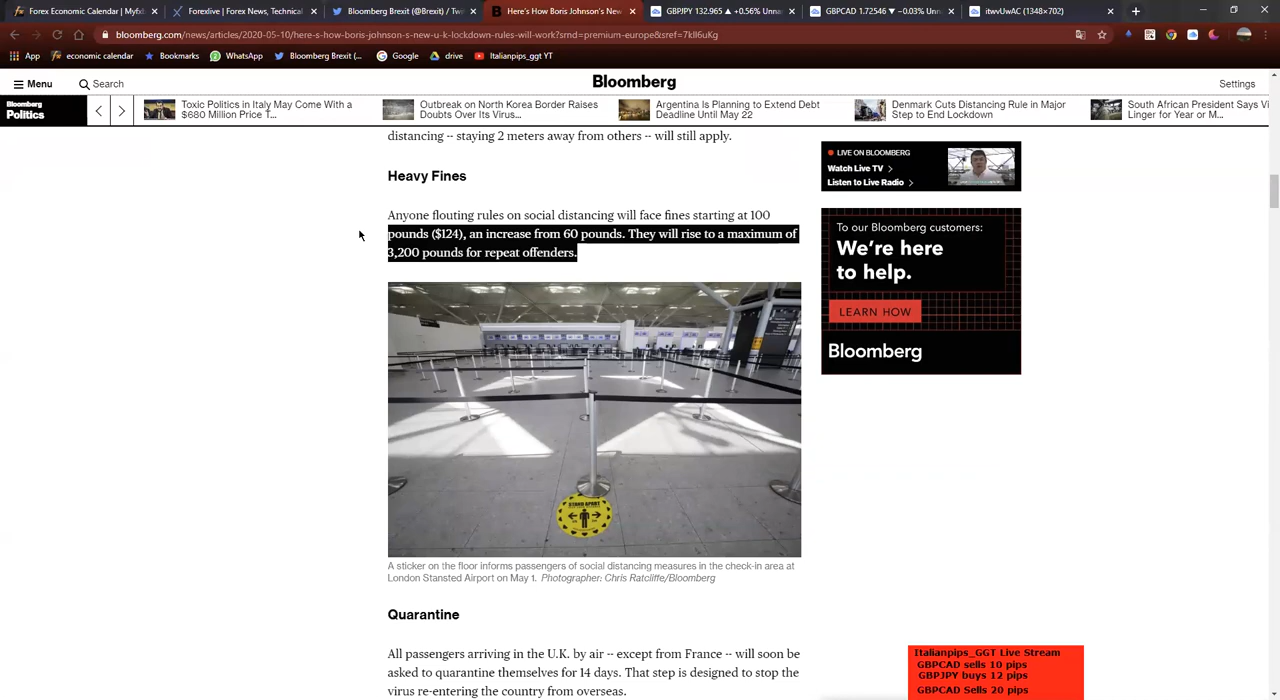 Forex Economic Calendar | Myfx
Forexlive | Forex News, Technical
Bloomberg Brexit (@Brexit) / Tw
Here's How Boris Johnson's New
GBPJPY 132.965 ▲ +0.56% Unna
GBPCAD 1.72546 ▼ −0.03% Unn
itwvUwAC (1348×702)
bloomberg.com/news/articles/2020-05-10/here-s-how-boris-johnson-s-new-u-k-lockdown-rules-will-work?srnd=premium-europe&sref=7kII6uKg
App
economic calendar
Bookmarks
WhatsApp
Bloomberg Brexit (...
Google
drive
Italianpips_ggt YT
Menu
Search
Bloomberg
Settings
Bloomberg
Politics
Toxic Politics in Italy May Come With a
$680 Million Price T...
Outbreak on North Korea Border Raises
Doubts Over Its Virus...
Argentina Is Planning to Extend Debt
Deadline Until May 22
Denmark Cuts Distancing Rule in Major
Step to End Lockdown
South African President Says Vi
Linger for Year or M...
distancing -- staying 2 meters away from others -- will still apply.
Heavy Fines
Anyone flouting rules on social distancing will face fines starting at 100
pounds ($124), an increase from 60 pounds. They will rise to a maximum of
3,200 pounds for repeat offenders.
LIVE ON BLOOMBERG
Watch Live TV
Listen to Live Radio
To our Bloomberg customers:
We're here
to help.
LEARN HOW
Bloomberg
STAND APART
A sticker on the floor informs passengers of social distancing measures in the check-in area at
London Stansted Airport on May 1. Photographer: Chris Ratcliffe/Bloomberg
Quarantine
All passengers arriving in the U.K. by air -- except from France -- will soon be
asked to quarantine themselves for 14 days. That step is designed to stop the
virus re-entering the country from overseas.
Italianpips_GGT Live Stream
GBPCAD sells 10 pips
GBPJPY buys 12 pips
GBPCAD Sells 20 pips